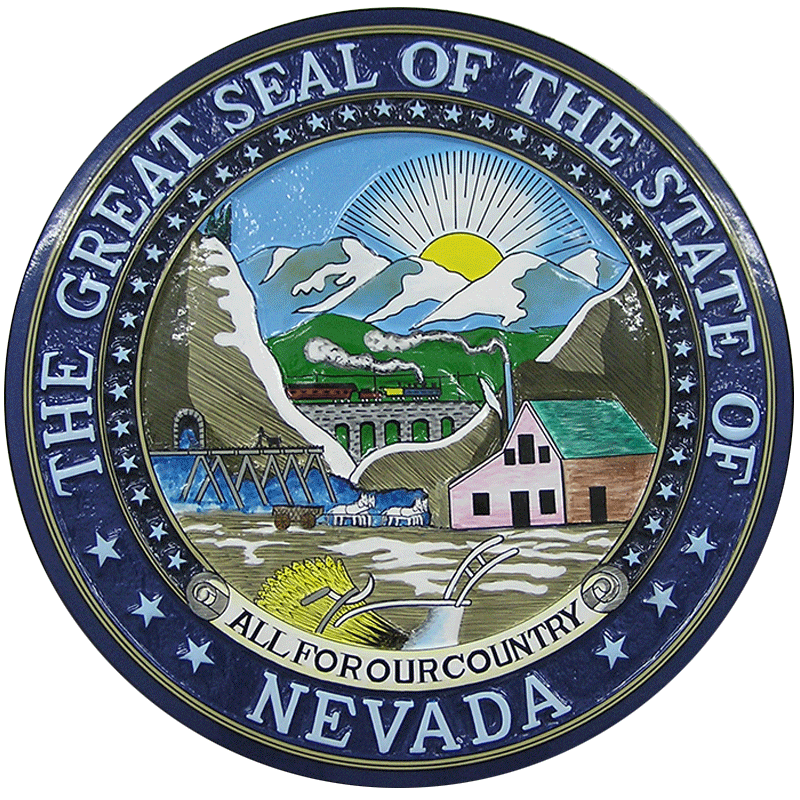 THE GREAT SEAL OF THE STATE OF
NEVADA
ALL FOR OUR COUNTRY